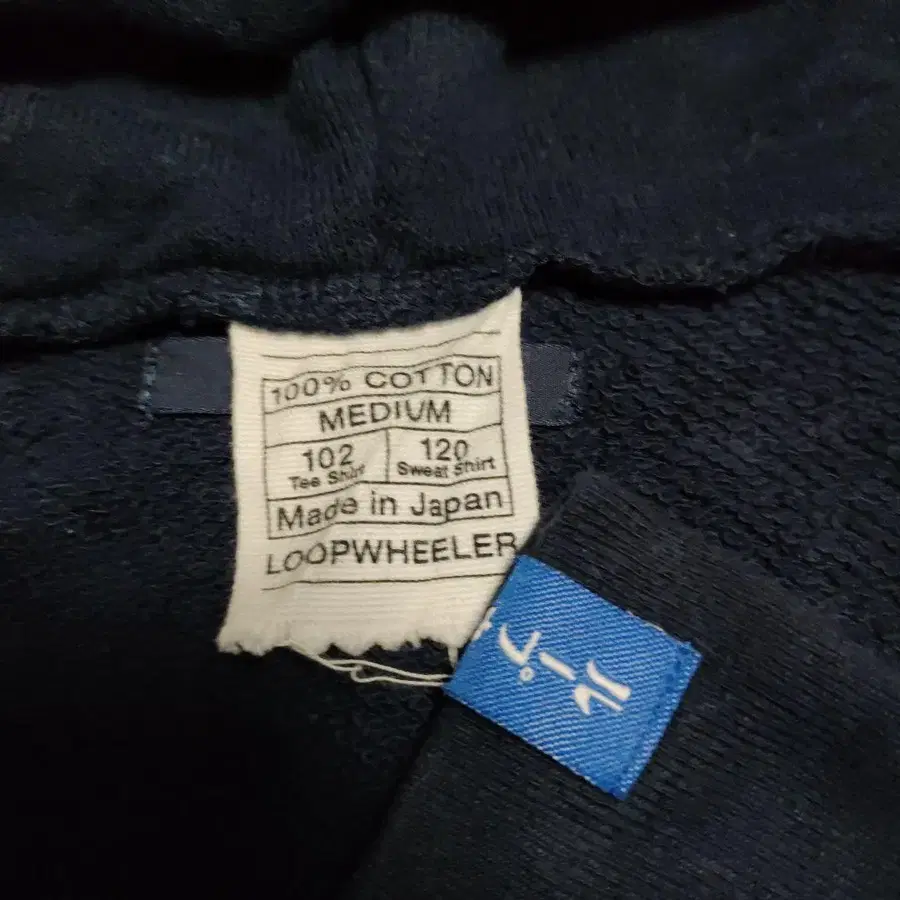 100% COTTON
MEDIUM
102 120
Tee Shirt Sweat Shirt
Made in Japan
LOOPWHEELER